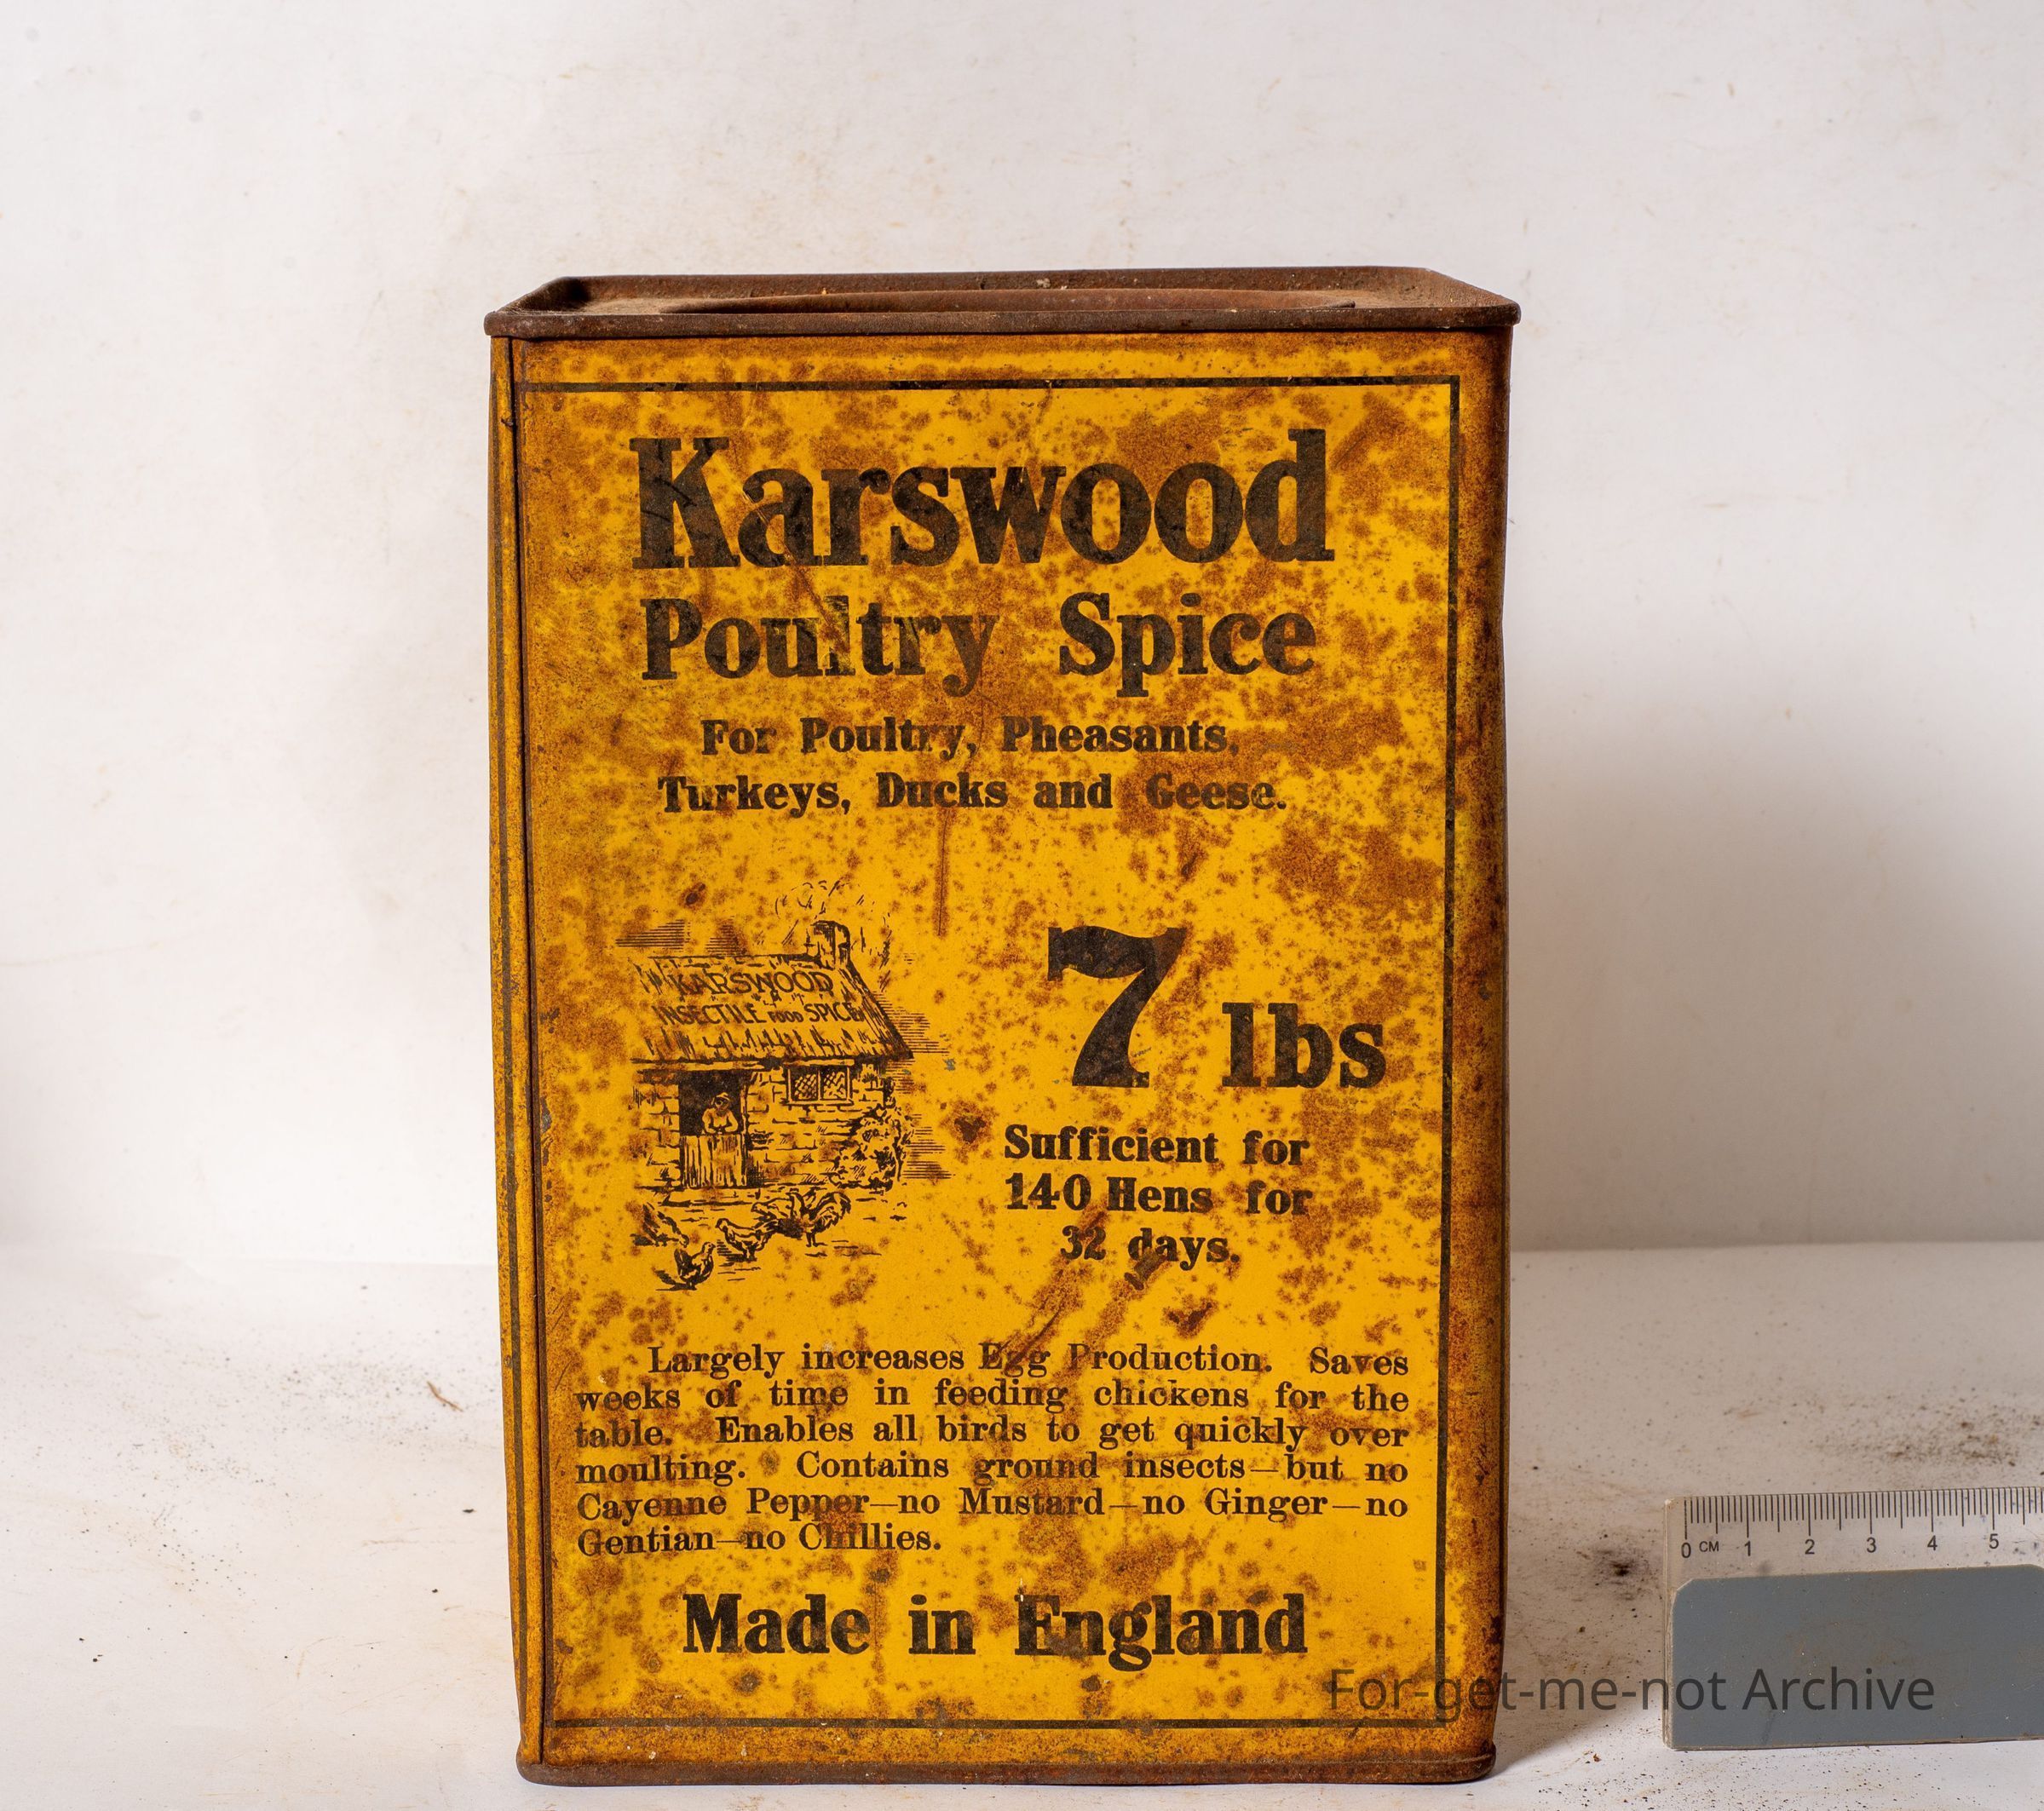 Karswood
Poultry Spice
For Poultry, Pheasants,
Turkeys, Ducks and Geese.
KARSWOOD
INSECTILE FOOD SPICE
7 lbs
Sufficient for
140 Hens for
32 days.
Largely increases Egg Production. Saves
weeks of time in feeding chickens for the
table. Enables all birds to get quickly over
moulting. Contains ground insects—but no
Cayenne Pepper—no Mustard—no Ginger—no
Gentian—no Chillies.
Made in England
For-get-me-not Archive
0 CM 1 2 3 4 5